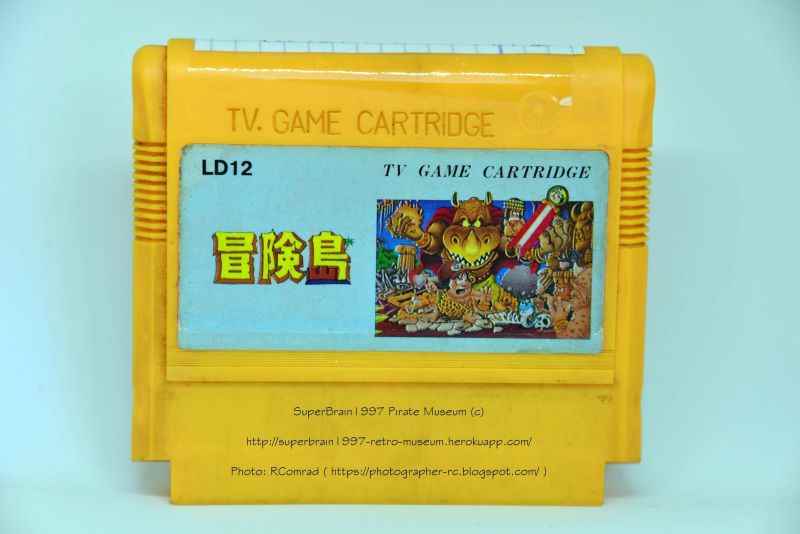 TV. GAME CARTRIDGE
LD12
TV GAME CARTRIDGE
冒険島
SuperBrain1997 Pirate Museum (c)
http://superbrain1997-retro-museum.herokuapp.com/
Photo: RComrad ( https://photographer-rc.blogspot.com/ )